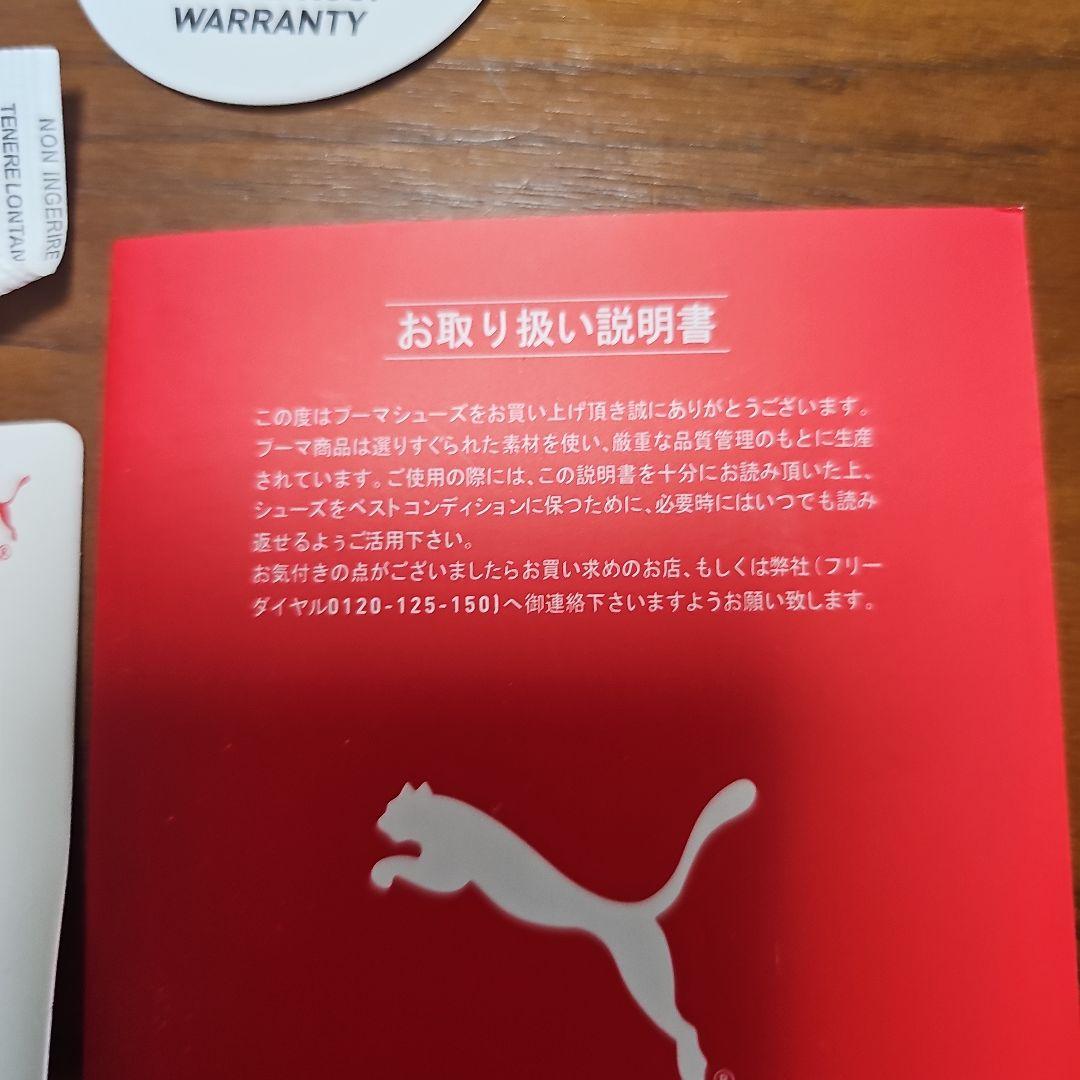 WARRANTY
NON INGERIRE
TENERE LONTAN
お取り扱い説明書
この度はプーマシューズをお買い上げ頂き誠にありがとうございます。
プーマ商品は選りすぐられた素材を使い、厳重な品質管理のもとに生産
されています。ご使用の際には、この説明書を十分にお読み頂いた上、
シューズをベストコンディションに保つために、必要時にはいつでも読み
返せるようご活用下さい。
お気付きの点がございましたらお買い求めのお店、もしくは弊社(フリー
ダイヤル0120-125-150)へ御連絡下さいますようお願い致します。
®
®